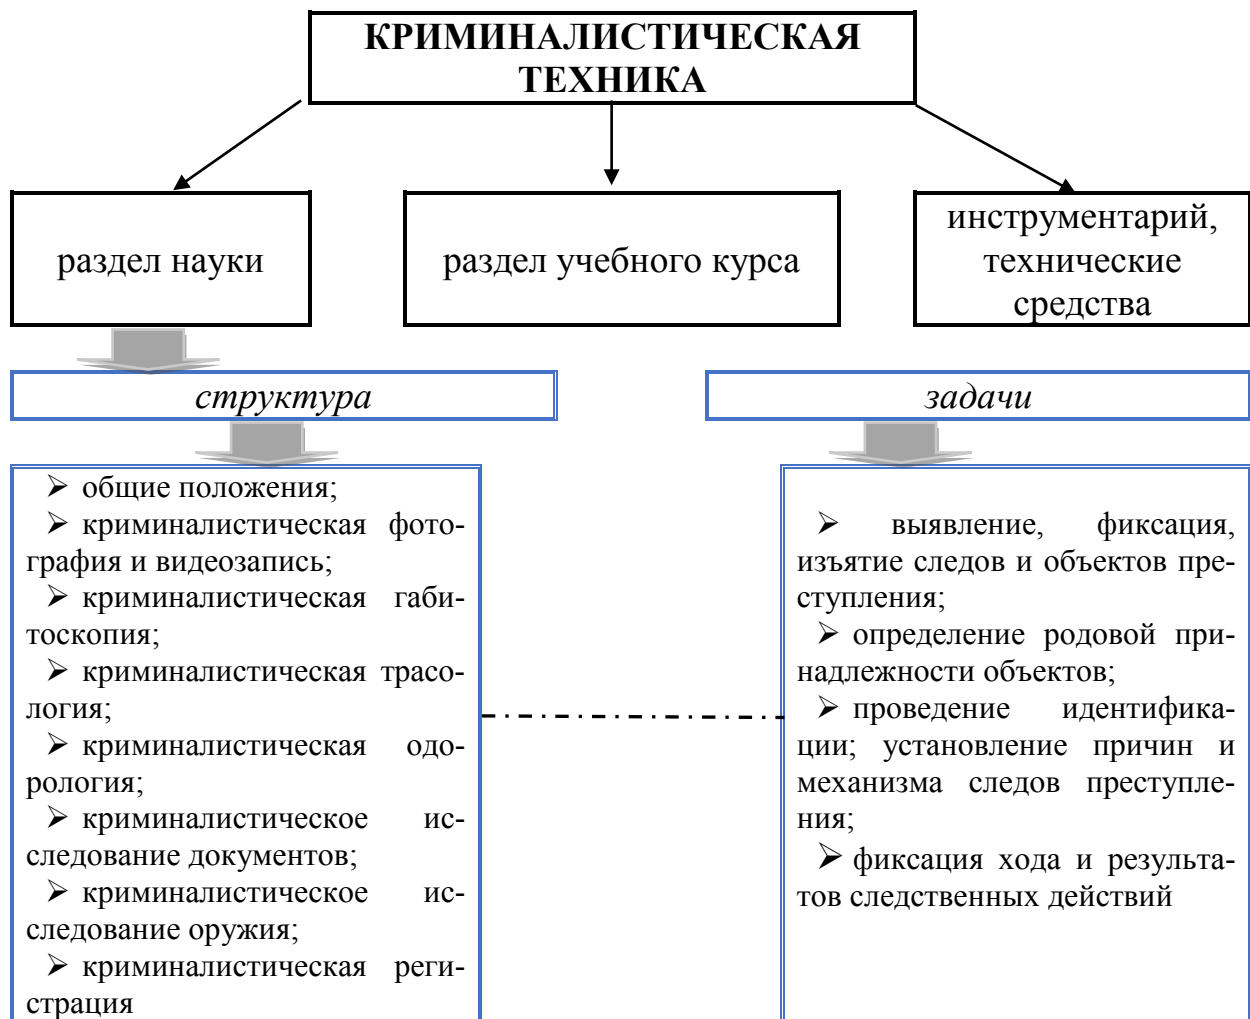 КРИМИНАЛИСТИЧЕСКАЯ
ТЕХНИКА
раздел науки
раздел учебного курса
инструментарий,
технические
средства
структура
задачи
➢ общие положения;
➢ криминалистическая фото-
графия и видеозапись;
➢ криминалистическая габи-
тоскопия;
➢ криминалистическая трасо-
логия;
➢ криминалистическая одо-
рология;
➢ криминалистическое ис-
следование документов;
➢ криминалистическое ис-
следование оружия;
➢ криминалистическая реги-
страция
➢ выявление, фиксация,
изъятие следов и объектов пре-
ступления;
➢ определение родовой при-
надлежности объектов;
➢ проведение идентифика-
ции; установление причин и
механизма следов преступле-
ния;
➢ фиксация хода и результа-
тов следственных действий